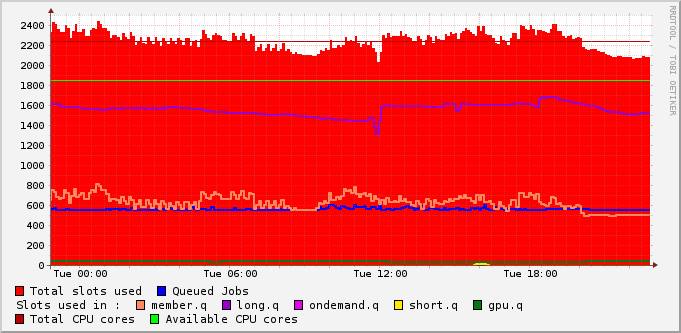 RRDTOOL / TOBI OETIKER
2400
2200
2000
1800
1600
1400
1200
1000
800
600
400
200
0
Tue 00:00 Tue 06:00 Tue 12:00 Tue 18:00
Total slots used Queued Jobs
Slots used in : member.q long.q ondemand.q short.q gpu.q
Total CPU cores Available CPU cores